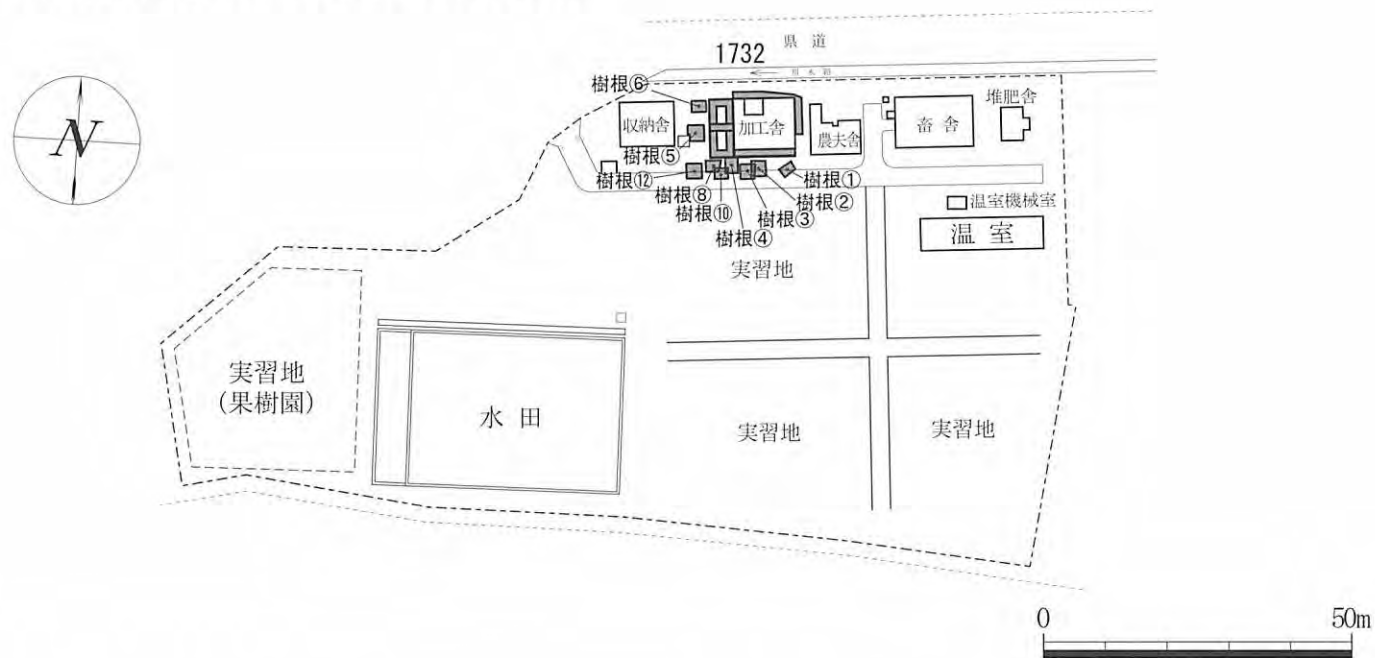 県道
1732
樹根⑥
堆肥舎
収納舎
加工舎
農夫舎
畜舎
樹根⑤
樹根⑫
樹根①
樹根⑧
樹根②
樹根⑩
樹根③
樹根④
温室機械室
温室
実習地
N
実習地
(果樹園)
水田
実習地
実習地
0
50m